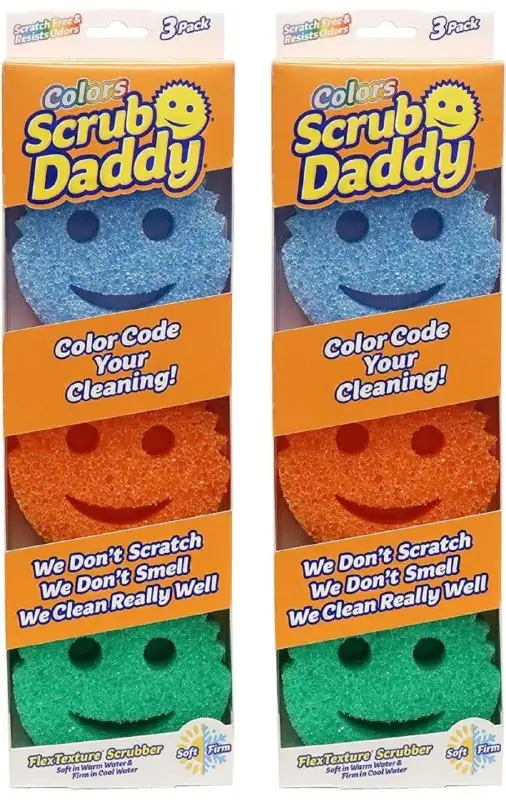 Scratch Free &
Resists Odors
3 Pack
Colors
Scrub
Daddy
Color Code
Your
Cleaning!
We Don't Scratch
We Don't Smell
We Clean Really Well
FlexTexture® Scrubber
Soft in Warm Water &
Firm in Cool Water
Soft Firm
Scratch Free &
Resists Odors
3 Pack
Colors
Scrub
Daddy
Color Code
Your
Cleaning!
We Don't Scratch
We Don't Smell
We Clean Really Well
FlexTexture® Scrubber
Soft in Warm Water &
Firm in Cool Water
Soft Firm